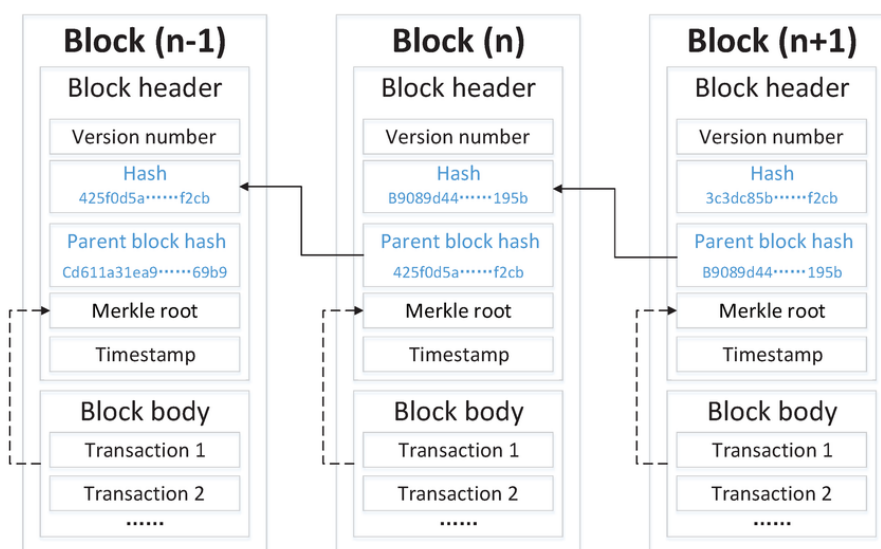 Block (n-1)
Block header
Version number
Hash
425f0d5a······f2cb
Parent block hash
Cd611a31ea9······69b9
Merkle root
Timestamp
Block body
Transaction 1
Transaction 2
······
Block (n)
Block header
Version number
Hash
B9089d44······195b
Parent block hash
425f0d5a······f2cb
Merkle root
Timestamp
Block body
Transaction 1
Transaction 2
······
Block (n+1)
Block header
Version number
Hash
3c3dc85b······f2cb
Parent block hash
B9089d44······195b
Merkle root
Timestamp
Block body
Transaction 1
Transaction 2
······